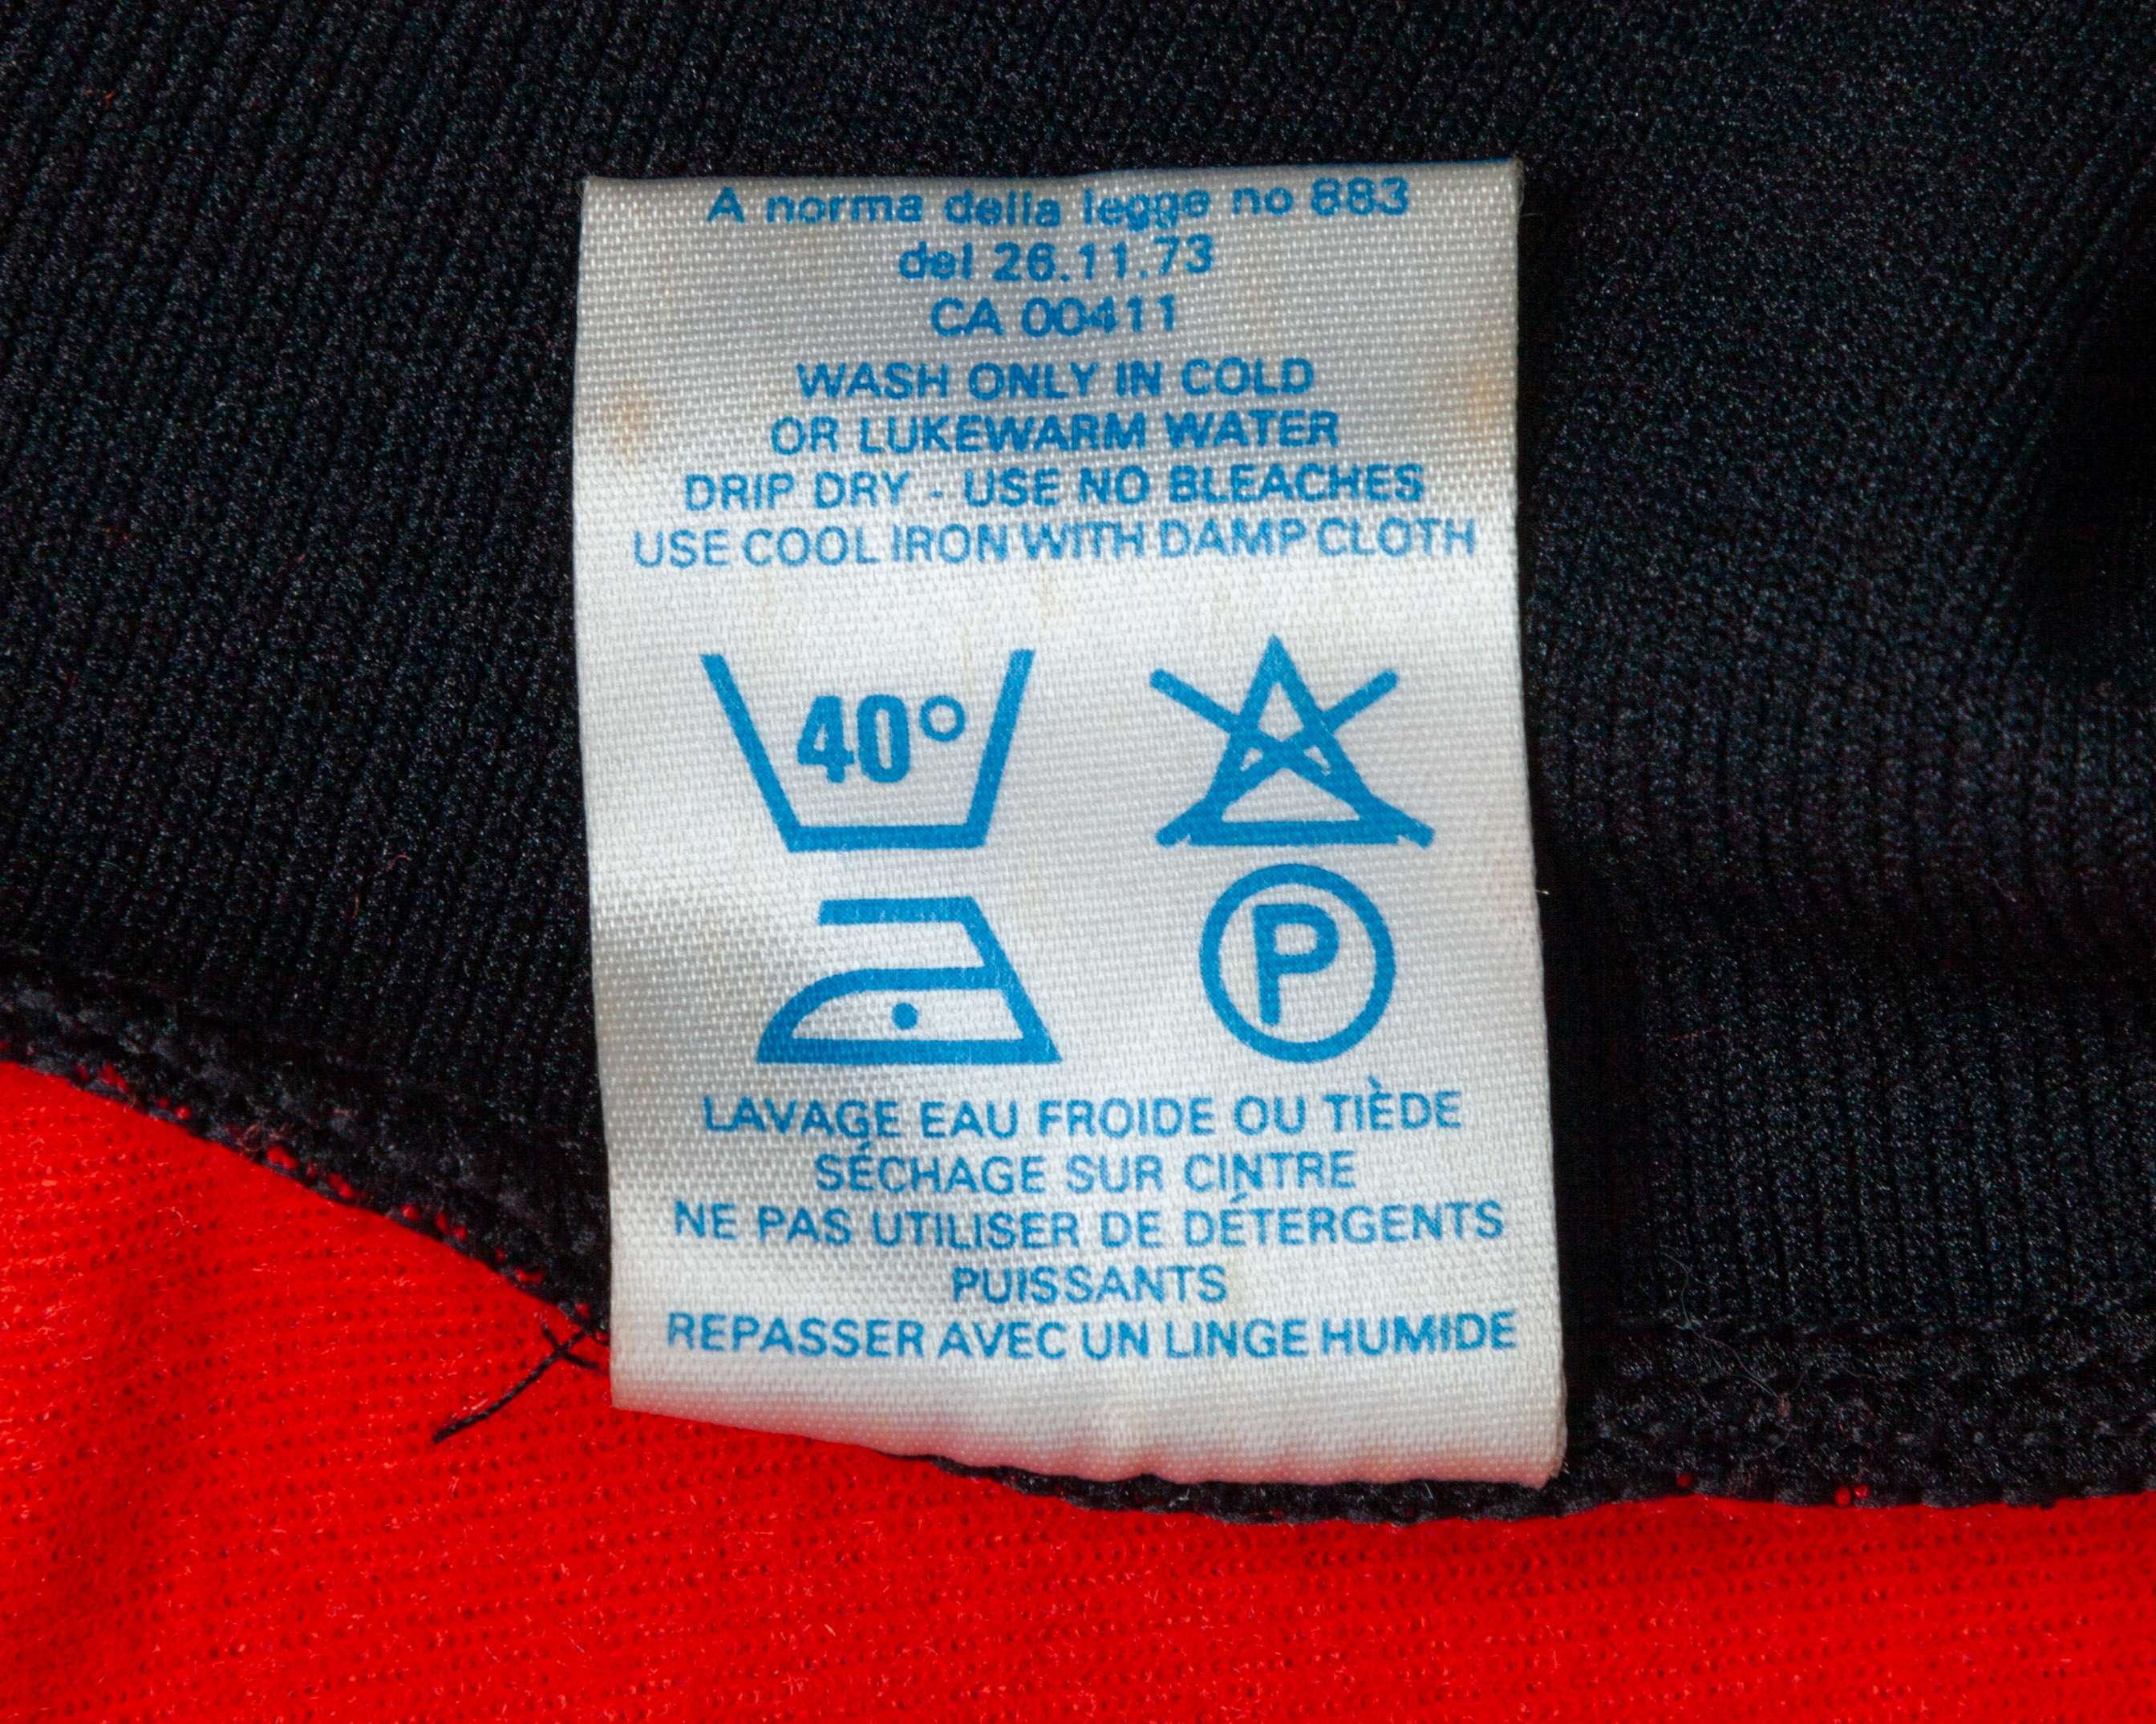 A norma della legge no 883
del 26.11.73
CA 00411
WASH ONLY IN COLD
OR LUKEWARM WATER
DRIP DRY - USE NO BLEACHES
USE COOL IRON WITH DAMP CLOTH
40°
P
LAVAGE EAU FROIDE OU TIÈDE
SÉCHAGE SUR CINTRE
NE PAS UTILISER DE DÉTERGENTS
PUISSANTS
REPASSER AVEC UN LINGE HUMIDE